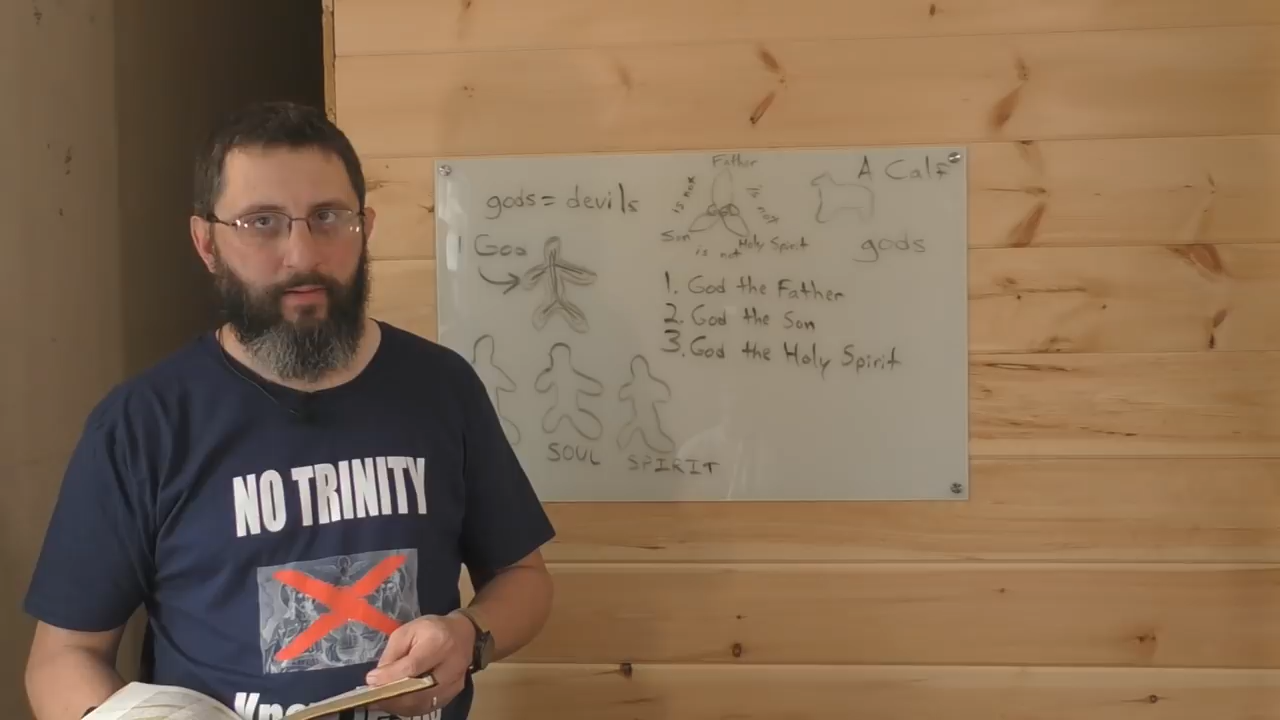 Father
A Calf
gods = devils
is not
is not
Son
Holy Spirit
is not
gods
1 God
1. God the Father
2. God the Son
3. God the Holy Spirit
SOUL
SPIRIT
NO TRINITY